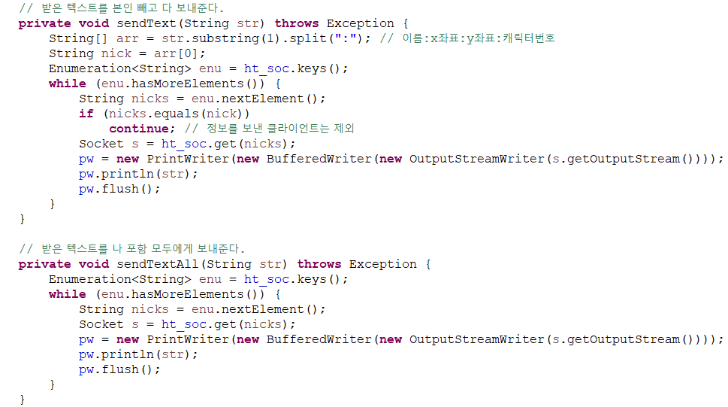 // 받은 텍스트를 본인 빼고 다 보내준다.
private void sendText(String str) throws Exception {
    String[] arr = str.substring(1).split(":"); // 이름:x좌표:y좌표:캐릭터번호
    String nick = arr[0];
    Enumeration<String> enu = ht_soc.keys();
    while (enu.hasMoreElements()) {
        String nicks = enu.nextElement();
        if (nicks.equals(nick))
            continue; // 정보를 보낸 클라이언트는 제외
        Socket s = ht_soc.get(nicks);
        pw = new PrintWriter(new BufferedWriter(new OutputStreamWriter(s.getOutputStream())));
        pw.println(str);
        pw.flush();
    }
}

// 받은 텍스트를 나 포함 모두에게 보내준다.
private void sendTextAll(String str) throws Exception {
    Enumeration<String> enu = ht_soc.keys();
    while (enu.hasMoreElements()) {
        String nicks = enu.nextElement();
        Socket s = ht_soc.get(nicks);
        pw = new PrintWriter(new BufferedWriter(new OutputStreamWriter(s.getOutputStream())));
        pw.println(str);
        pw.flush();
    }
}